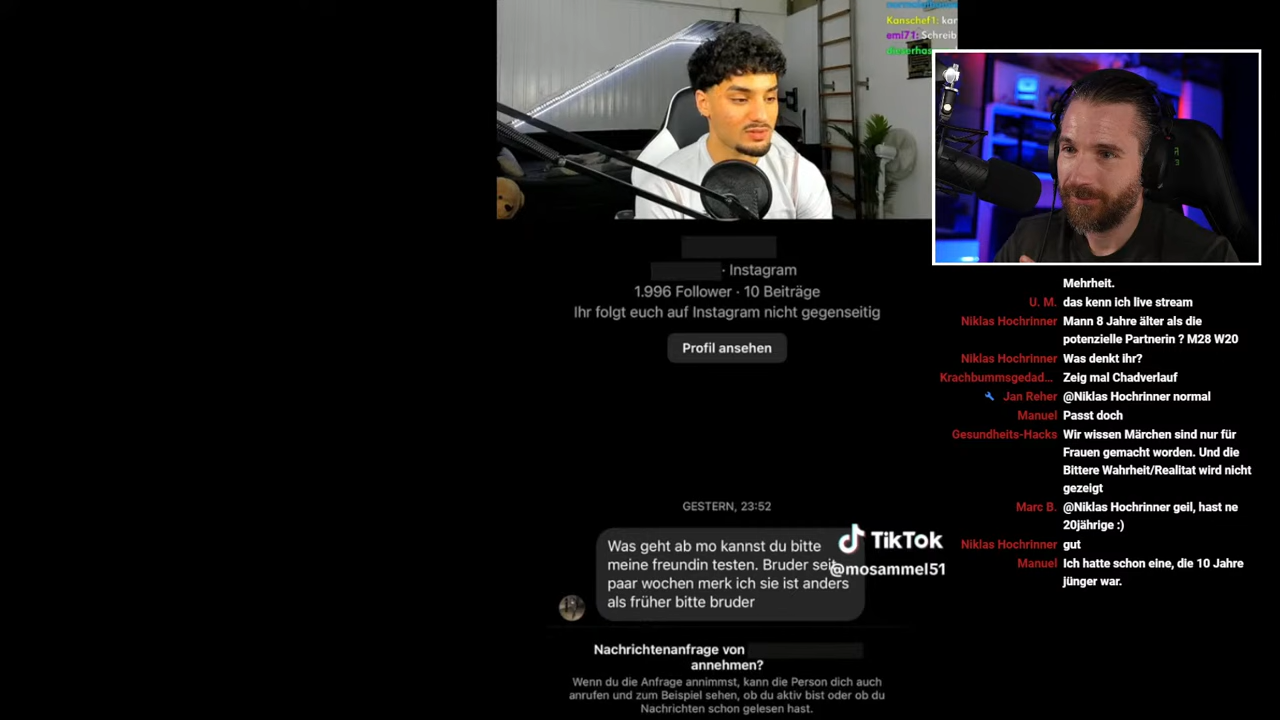 Kanschef1: kar
eml71: Schreib
dieserhas
· Instagram
1.996 Follower · 10 Beiträge
Ihr folgt euch auf Instagram nicht gegenseitig
Profil ansehen
GESTERN, 23:52
Was geht ab mo kannst du bitte
meine freundin testen. Bruder seit
paar wochen merk ich sie ist anders
als früher bitte bruder
TikTok
@mosammel51
Nachrichtenanfrage von
annehmen?
Wenn du die Anfrage annimmst, kann die Person dich auch
anrufen und zum Beispiel sehen, ob du aktiv bist oder ob du
Nachrichten schon gelesen hast.
Mehrheit.
U. M. das kenn ich live stream
Niklas Hochrinner Mann 8 Jahre älter als die
potenzielle Partnerin ? M28 W20
Niklas Hochrinner Was denkt ihr?
Krachbummsgedad... Zeig mal Chadverlauf
Jan Reher @Niklas Hochrinner normal
Manuel Passt doch
Gesundheits-Hacks Wir wissen Märchen sind nur für
Frauen gemacht worden. Und die
Bittere Wahrheit/Realitat wird nicht
gezeigt
Marc B. @Niklas Hochrinner geil, hast ne
20jährige :)
Niklas Hochrinner gut
Manuel Ich hatte schon eine, die 10 Jahre
jünger war.